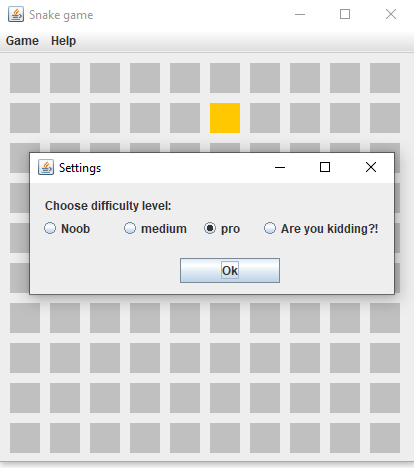 Snake game
Game Help
Settings
Choose difficulty level:
Noob medium pro Are you kidding?!
Ok